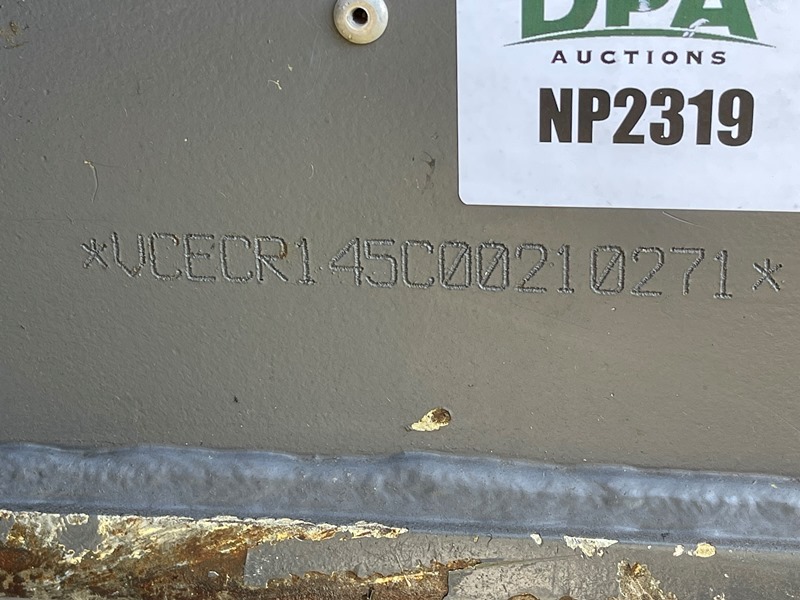 DPA
AUCTIONS
NP2319
*VCECR145C00210271*